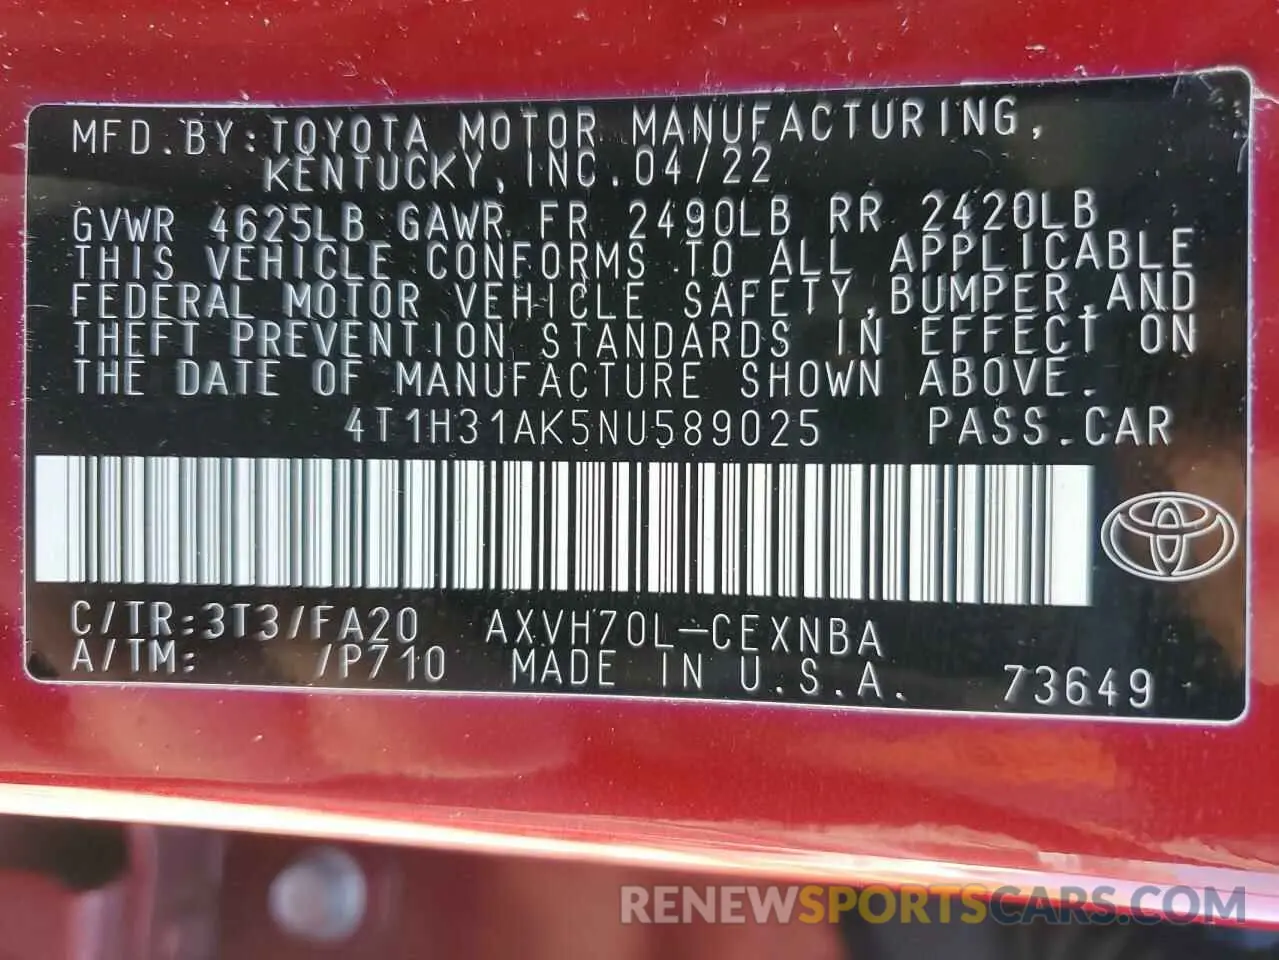 MFD.BY:TOYOTA MOTOR MANUFACTURING,
KENTUCKY, INC. 04/22
GVWR 4625LB GAWR FR 2490LB RR 2420LB
THIS VEHICLE CONFORMS TO ALL APPLICABLE
FEDERAL MOTOR VEHICLE SAFETY,BUMPER,AND
THEFT PREVENTION STANDARDS IN EFFECT ON
THE DATE OF MANUFACTURE SHOWN ABOVE.
4T1H31AK5NU589025 PASS.CAR
C/TR:3T3/FA20 AXVH70L-CEXNBA
A/TM: /P710 MADE IN U.S.A. 73649
RENEWSPORTSCARS.COM